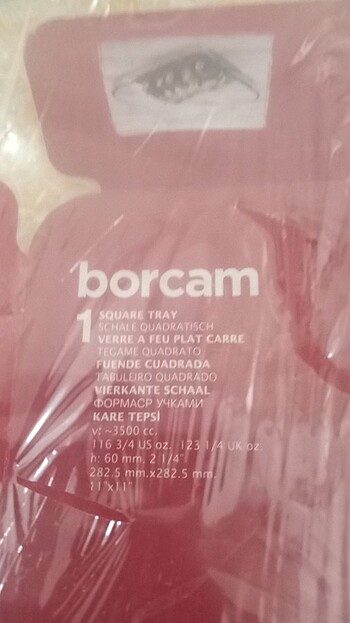 borcam
1 SQUARE TRAY
SCHALE QUADRATISCH
VERRE A FEU PLAT CARRE
TEGAME QUADRATO
FUENDE CUADRADA
TABULEIRO QUADRADO
VIERKANTE SCHAAL
ФОРМАСР УЧКАМИ
KARE TEPSİ
v: ~3500 cc.
116 3/4 US oz. 123 1/4 UK oz.
h: 60 mm. 2 1/4"
282.5 mm.x282.5 mm.
11"x11"